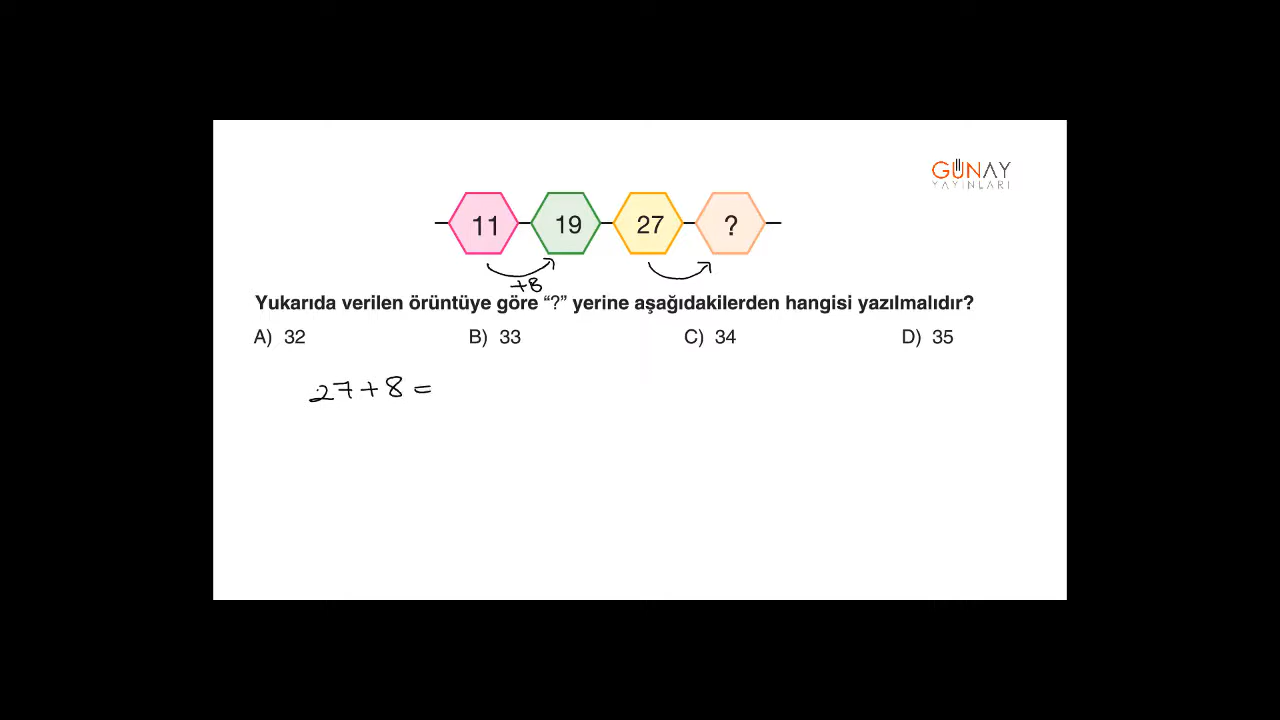 GÜNAY
YAYINLARI
11 19 27 ?
+8
Yukarıda verilen örüntüye göre “?” yerine aşağıdakilerden hangisi yazılmalıdır?
A) 32 B) 33 C) 34 D) 35
27+8=